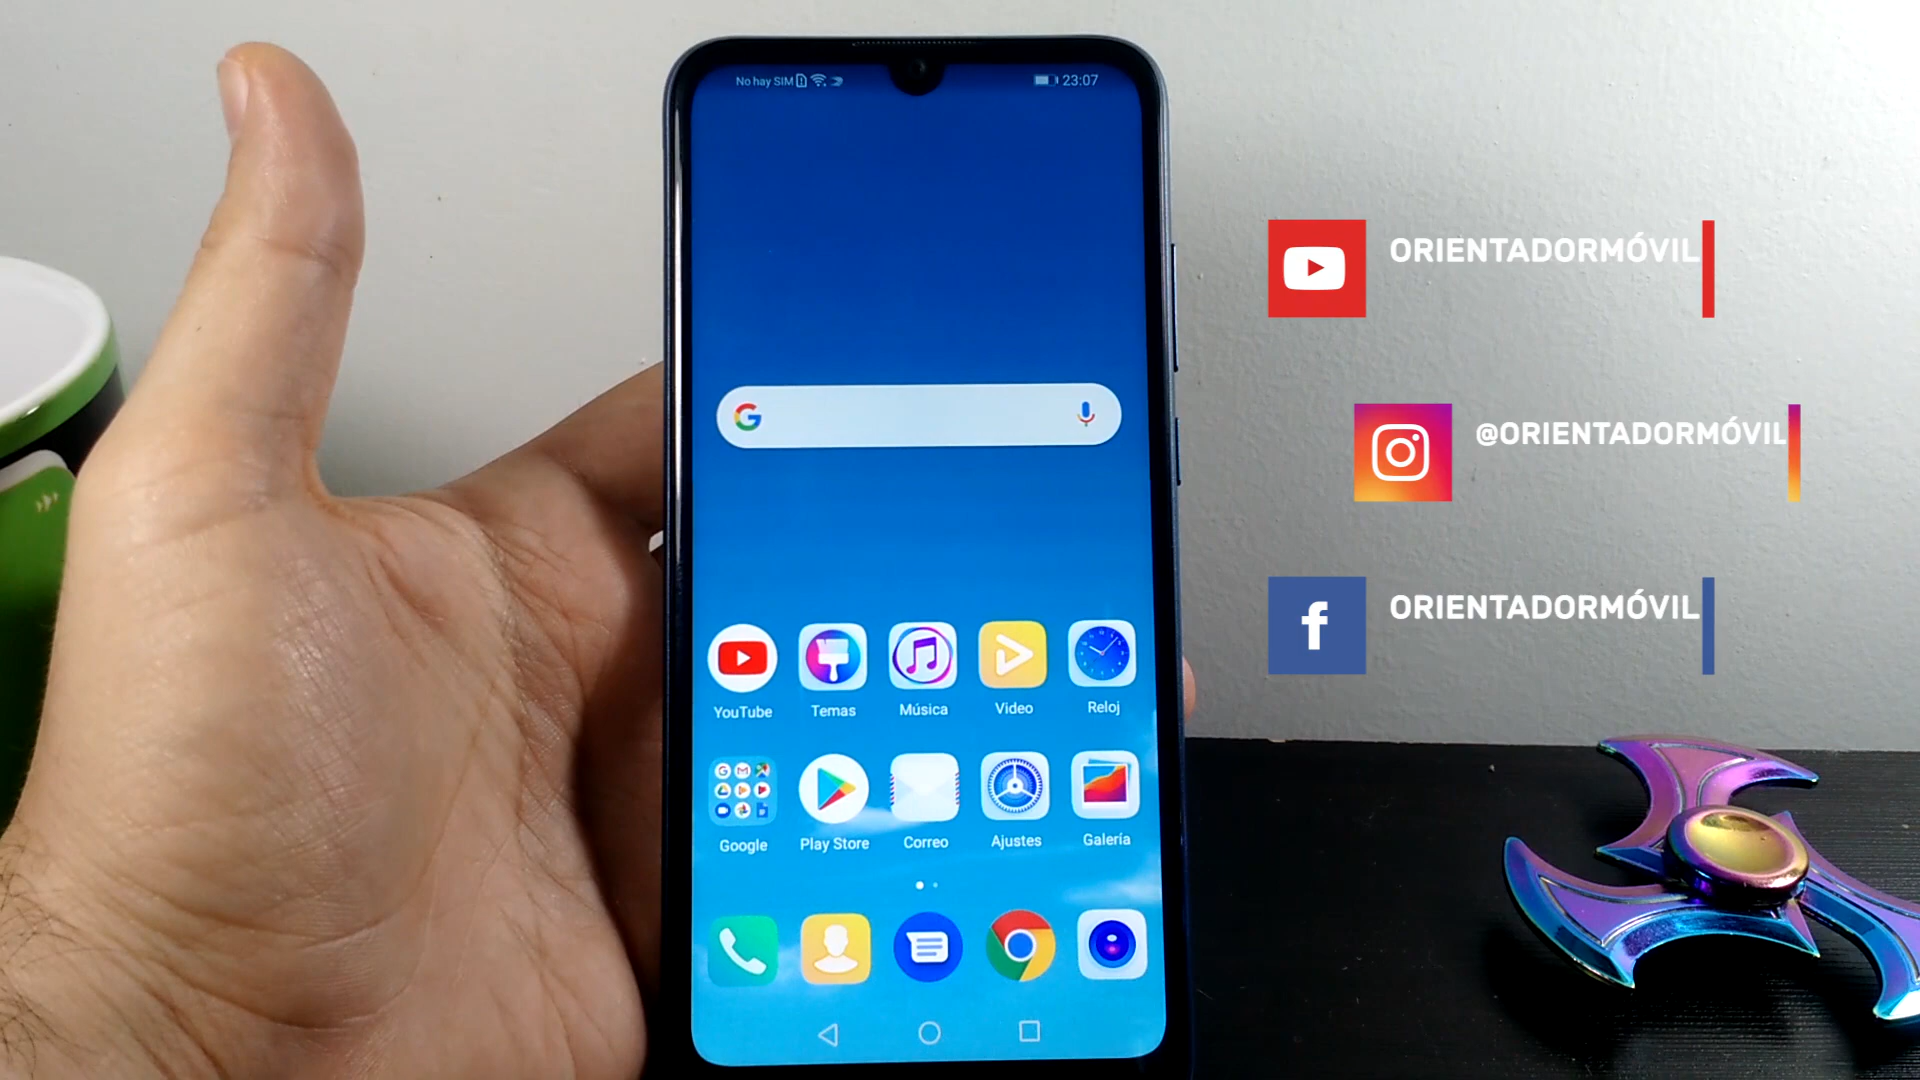 No hay SIM
23:07
ORIENTADORMÓVIL
@ORIENTADORMÓVIL
ORIENTADORMÓVIL
YouTube
Temas
Música
Video
Reloj
Google
Play Store
Correo
Ajustes
Galería